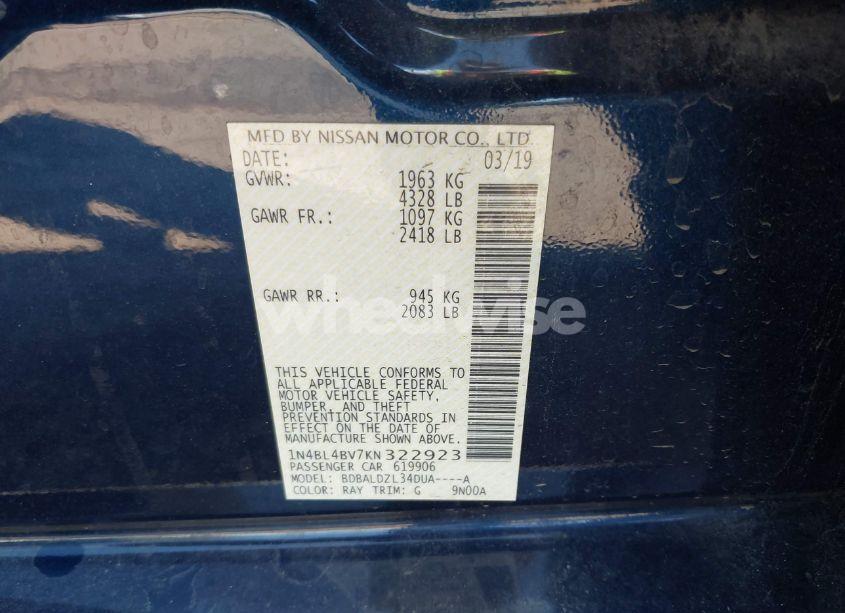 MFD BY NISSAN MOTOR CO., LTD.
DATE: 03/19
GVWR: 1963 KG
4328 LB
GAWR FR.: 1097 KG
2418 LB
GAWR RR.: 945 KG
2083 LB
wheelwise
THIS VEHICLE CONFORMS TO
ALL APPLICABLE FEDERAL
MOTOR VEHICLE SAFETY,
BUMPER, AND THEFT
PREVENTION STANDARDS IN
EFFECT ON THE DATE OF
MANUFACTURE SHOWN ABOVE.
1N4BL4BV7KN322923
PASSENGER CAR 619906
MODEL: BDBALDZL34DUA----A
COLOR: RAY TRIM: G 9N00A